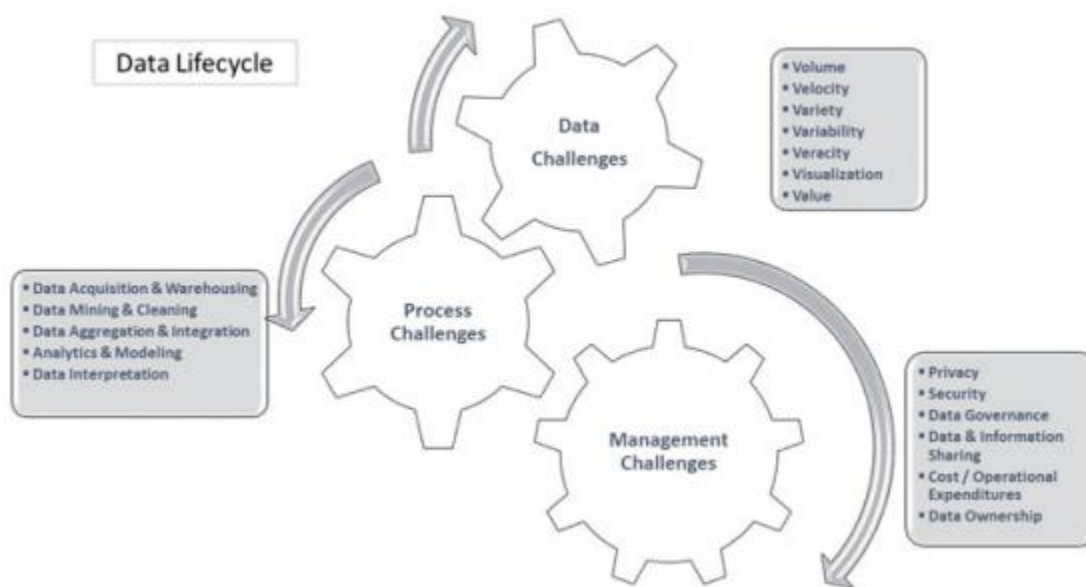 Data Lifecycle
Data
Challenges
▪ Volume
▪ Velocity
▪ Variety
▪ Variability
▪ Veracity
▪ Visualization
▪ Value
Process
Challenges
▪ Data Acquisition & Warehousing
▪ Data Mining & Cleaning
▪ Data Aggregation & Integration
▪ Analytics & Modeling
▪ Data Interpretation
Management
Challenges
▪ Privacy
▪ Security
▪ Data Governance
▪ Data & Information
Sharing
▪ Cost / Operational
Expenditures
▪ Data Ownership